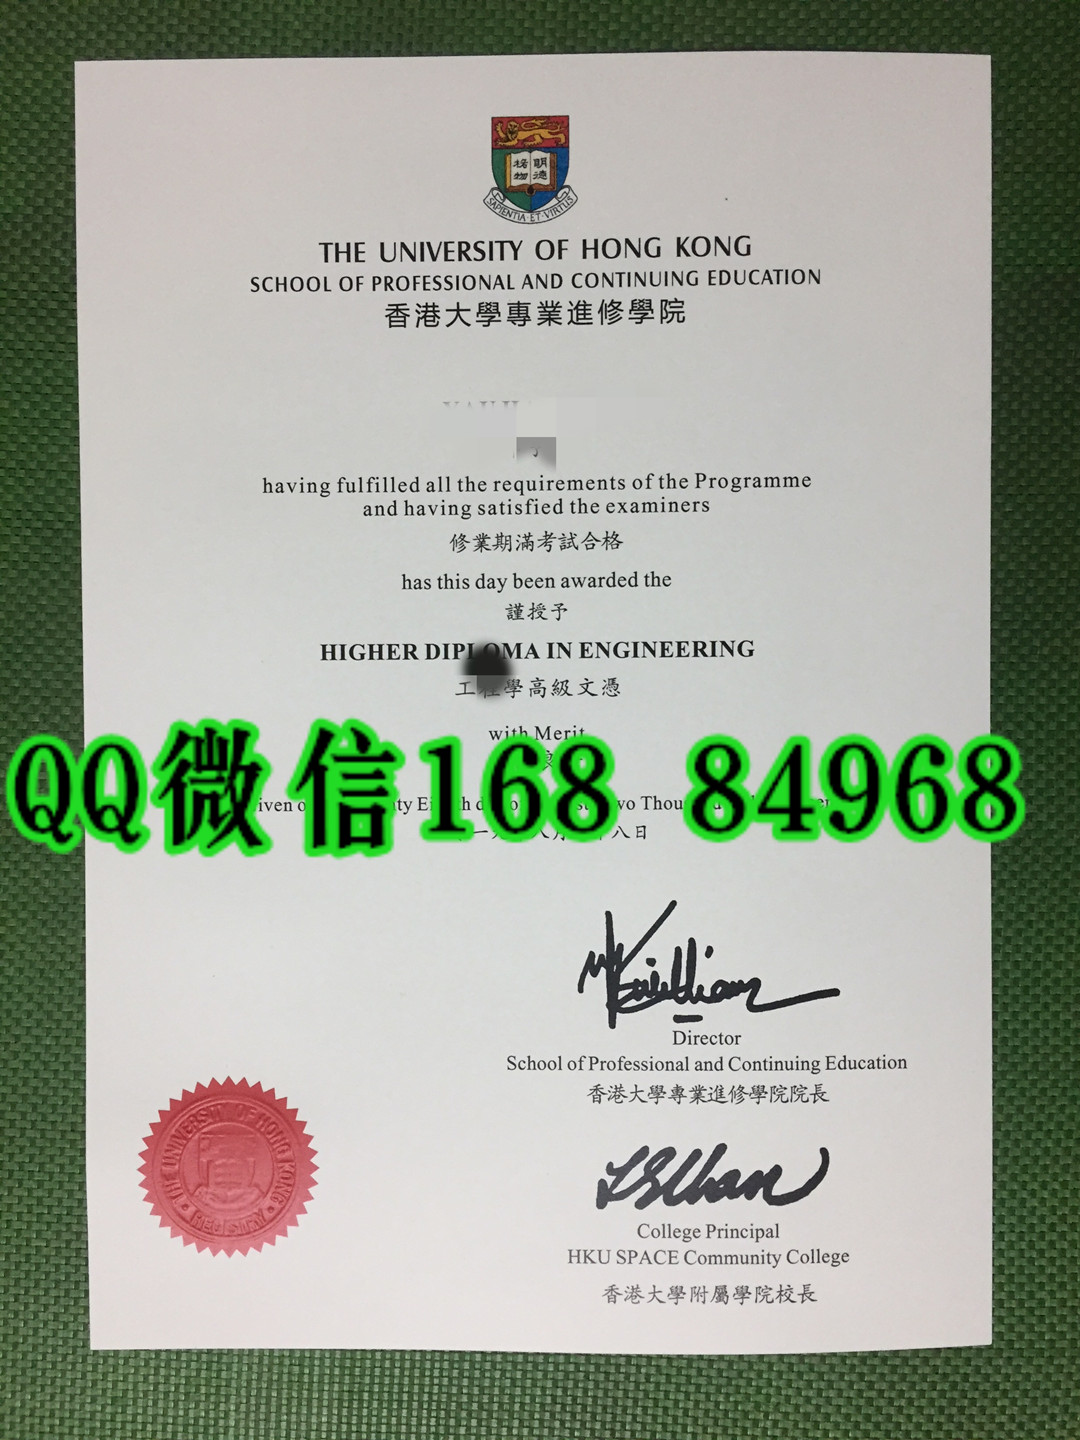 格物 明德
SAPIENTIA ET VIRTUS
THE UNIVERSITY OF HONG KONG
SCHOOL OF PROFESSIONAL AND CONTINUING EDUCATION
香港大學專業進修學院
having fulfilled all the requirements of the Programme
and having satisfied the examiners
修業期滿考試合格
has this day been awarded the
謹授予
HIGHER DIPLOMA IN ENGINEERING
工程學高級文憑
with Merit
QQ微信168 84968
八日
Director
School of Professional and Continuing Education
香港大學專業進修學院院長
THE UNIVERSITY OF HONG KONG
REGISTRY
College Principal
HKU SPACE Community College
香港大學附屬學院校長